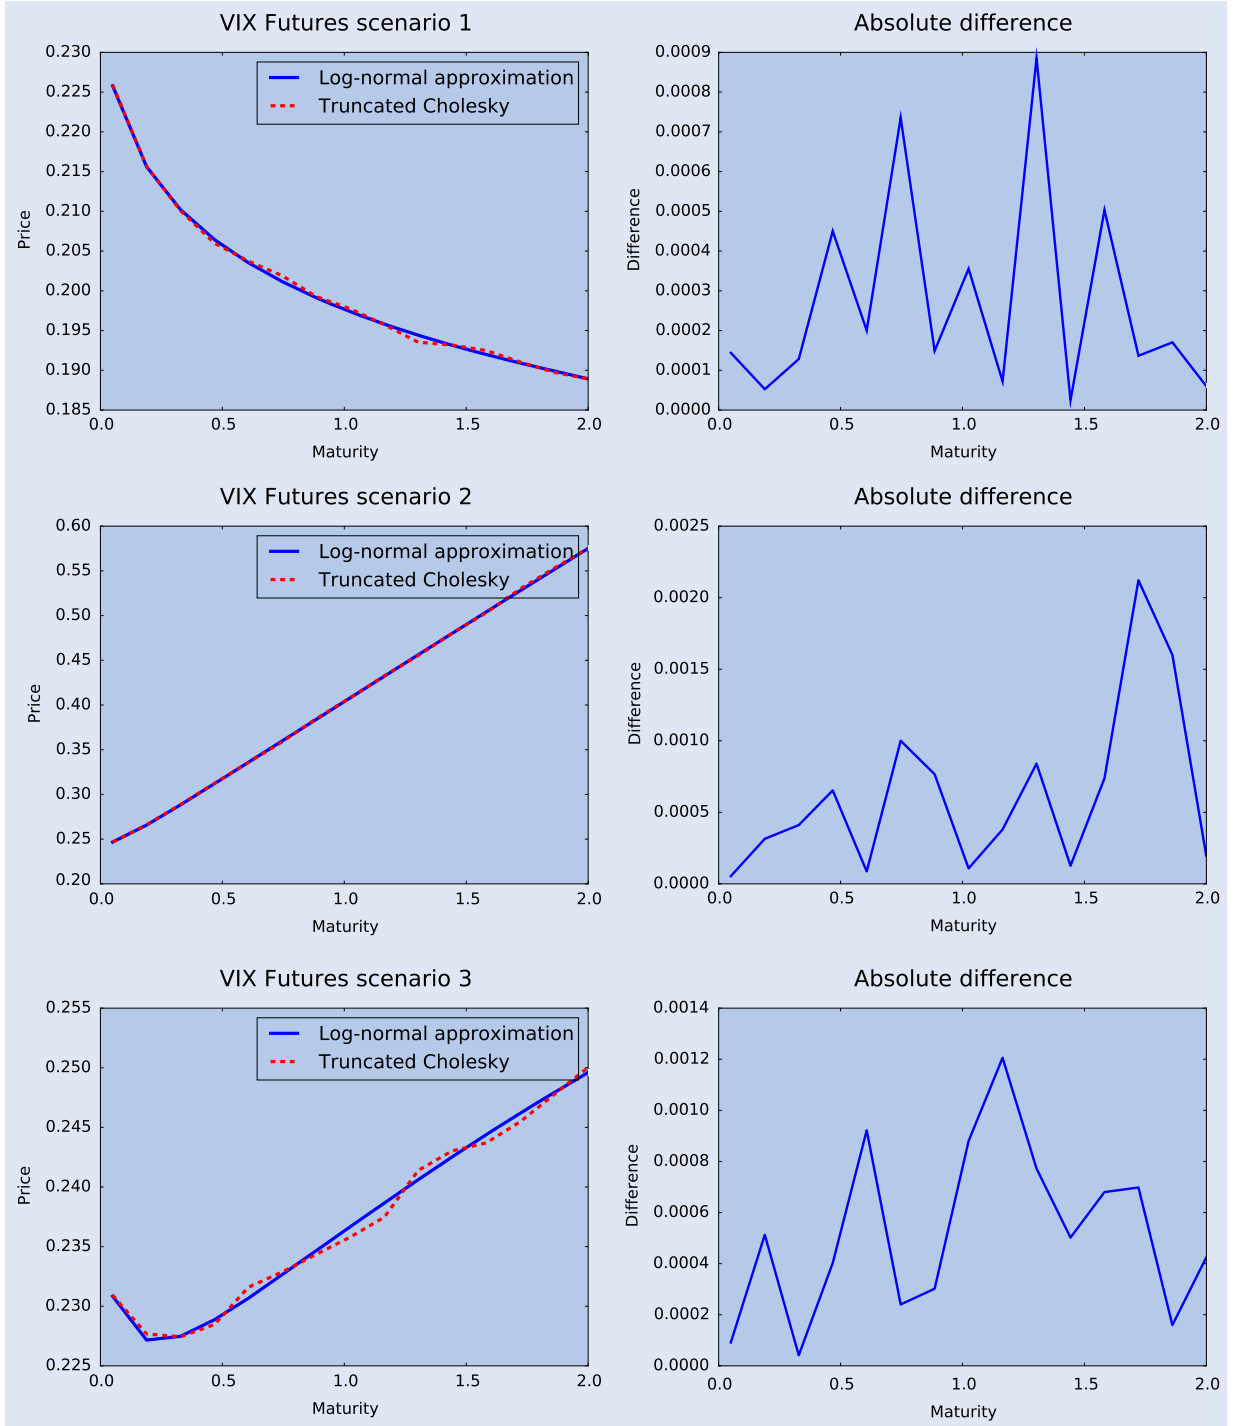 VIX Futures scenario 1
0.230
0.225
0.220
0.215
0.210
0.205
0.200
0.195
0.190
0.185
Price
Log-normal approximation
Truncated Cholesky
0.0 0.5 1.0 1.5 2.0
Maturity
Absolute difference
0.0009
0.0008
0.0007
0.0006
0.0005
0.0004
0.0003
0.0002
0.0001
0.0000
Difference
0.0 0.5 1.0 1.5 2.0
Maturity
VIX Futures scenario 2
0.60
0.55
0.50
0.45
0.40
0.35
0.30
0.25
0.20
Price
Log-normal approximation
Truncated Cholesky
0.0 0.5 1.0 1.5 2.0
Maturity
Absolute difference
0.0025
0.0020
0.0015
0.0010
0.0005
0.0000
Difference
0.0 0.5 1.0 1.5 2.0
Maturity
VIX Futures scenario 3
0.255
0.250
0.245
0.240
0.235
0.230
0.225
Price
Log-normal approximation
Truncated Cholesky
0.0 0.5 1.0 1.5 2.0
Maturity
Absolute difference
0.0014
0.0012
0.0010
0.0008
0.0006
0.0004
0.0002
0.0000
Difference
0.0 0.5 1.0 1.5 2.0
Maturity